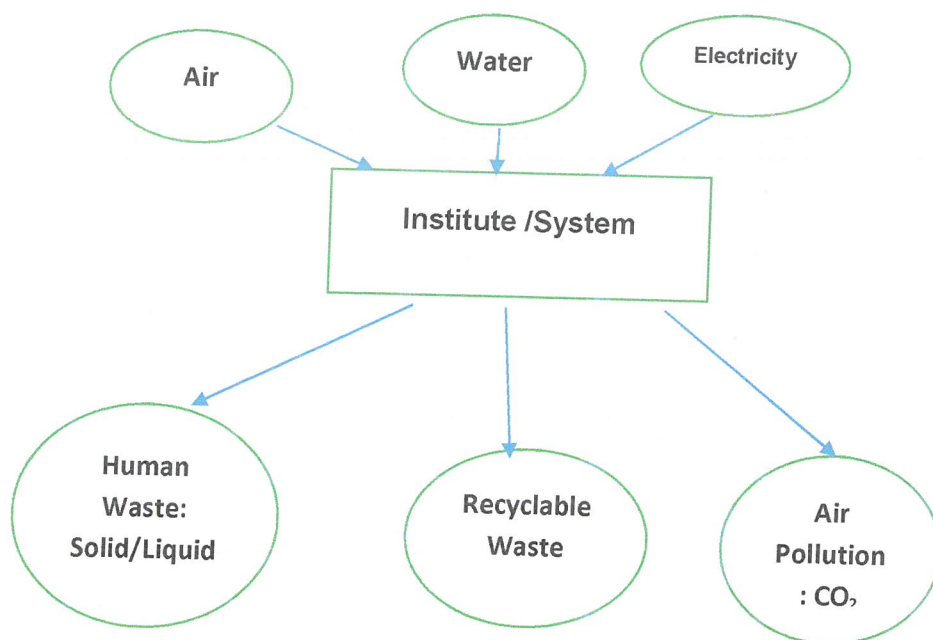 Air
Water
Electricity
Institute /System
Human
Waste:
Solid/Liquid
Recyclable
Waste
Air
Pollution
: CO₂